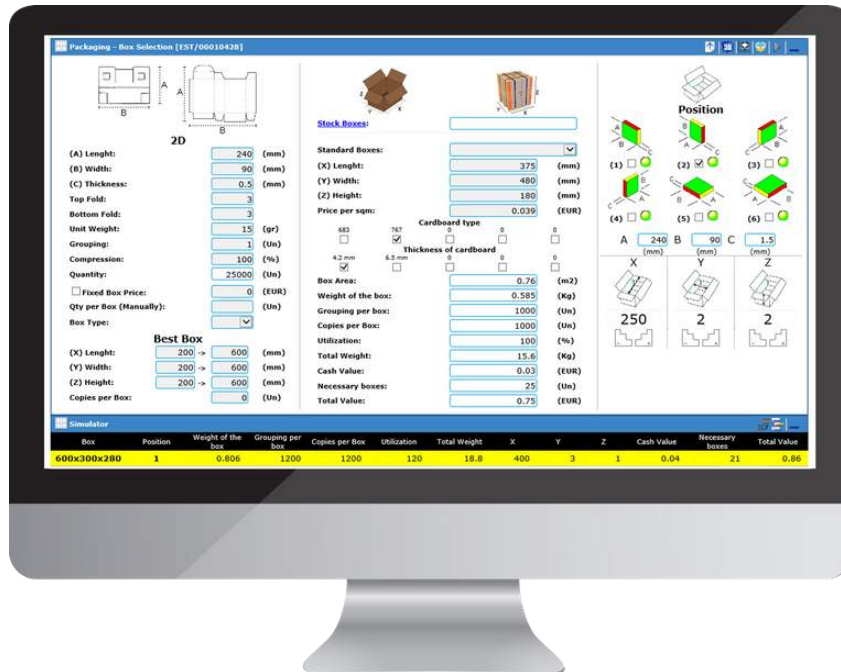 Packaging - Box Selection [EST/00010428]
A
B
A
B
2D
(A) Lenght: 240 (mm)
(B) Width: 90 (mm)
(C) Thickness: 0.5 (mm)
Top Fold: 3
Bottom Fold: 3
Unit Weight: 15 (gr)
Grouping: 1 (Un)
Compression: 100 (%)
Quantity: 25000 (Un)
Fixed Box Price: 0 (EUR)
Qty per Box (Manually): (Un)
Box Type:
Best Box
(X) Lenght: 200 -> 600 (mm)
(Y) Width: 200 -> 600 (mm)
(Z) Height: 200 -> 600 (mm)
Copies per Box: 0 (Un)
Z
Y X
Z
Y X
Stock Boxes:
Standard Boxes:
(X) Lenght: 375 (mm)
(Y) Width: 480 (mm)
(Z) Height: 180 (mm)
Price per sqm: 0.039 (EUR)
Cardboard type
683 767 0 0 0
Thickness of cardboard
4.2 mm 6.5 mm 0 0 0
Box Area: 0.76 (m2)
Weight of the box: 0.585 (Kg)
Grouping per box: 1000 (Un)
Copies per Box: 1000 (Un)
Utilization: 100 (%)
Total Weight: 15.6 (Kg)
Cash Value: 0.03 (EUR)
Necessary boxes: 25 (Un)
Total Value: 0.75 (EUR)
Position
A B C
B A C
C A B
(1) (2) (3)
C A B
C A B
C B A
(4) (5) (6)
A 240 B 90 C 1.5
(mm) (mm) (mm)
X Y Z
250 2 2
Simulator
Box Position Weight of the box Grouping per box Copies per Box Utilization Total Weight X Y Z Cash Value Necessary boxes Total Value
600x300x280 1 0.806 1200 1200 120 18.8 400 3 1 0.04 21 0.86